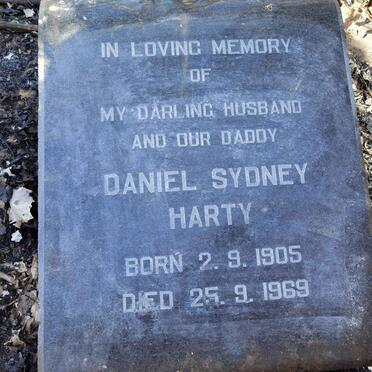 IN LOVING MEMORY
OF
MY DARLING HUSBAND
AND OUR DADDY
DANIEL SYDNEY
HARTY
BORN 2. 9. 1905
DIED 25. 9. 1969